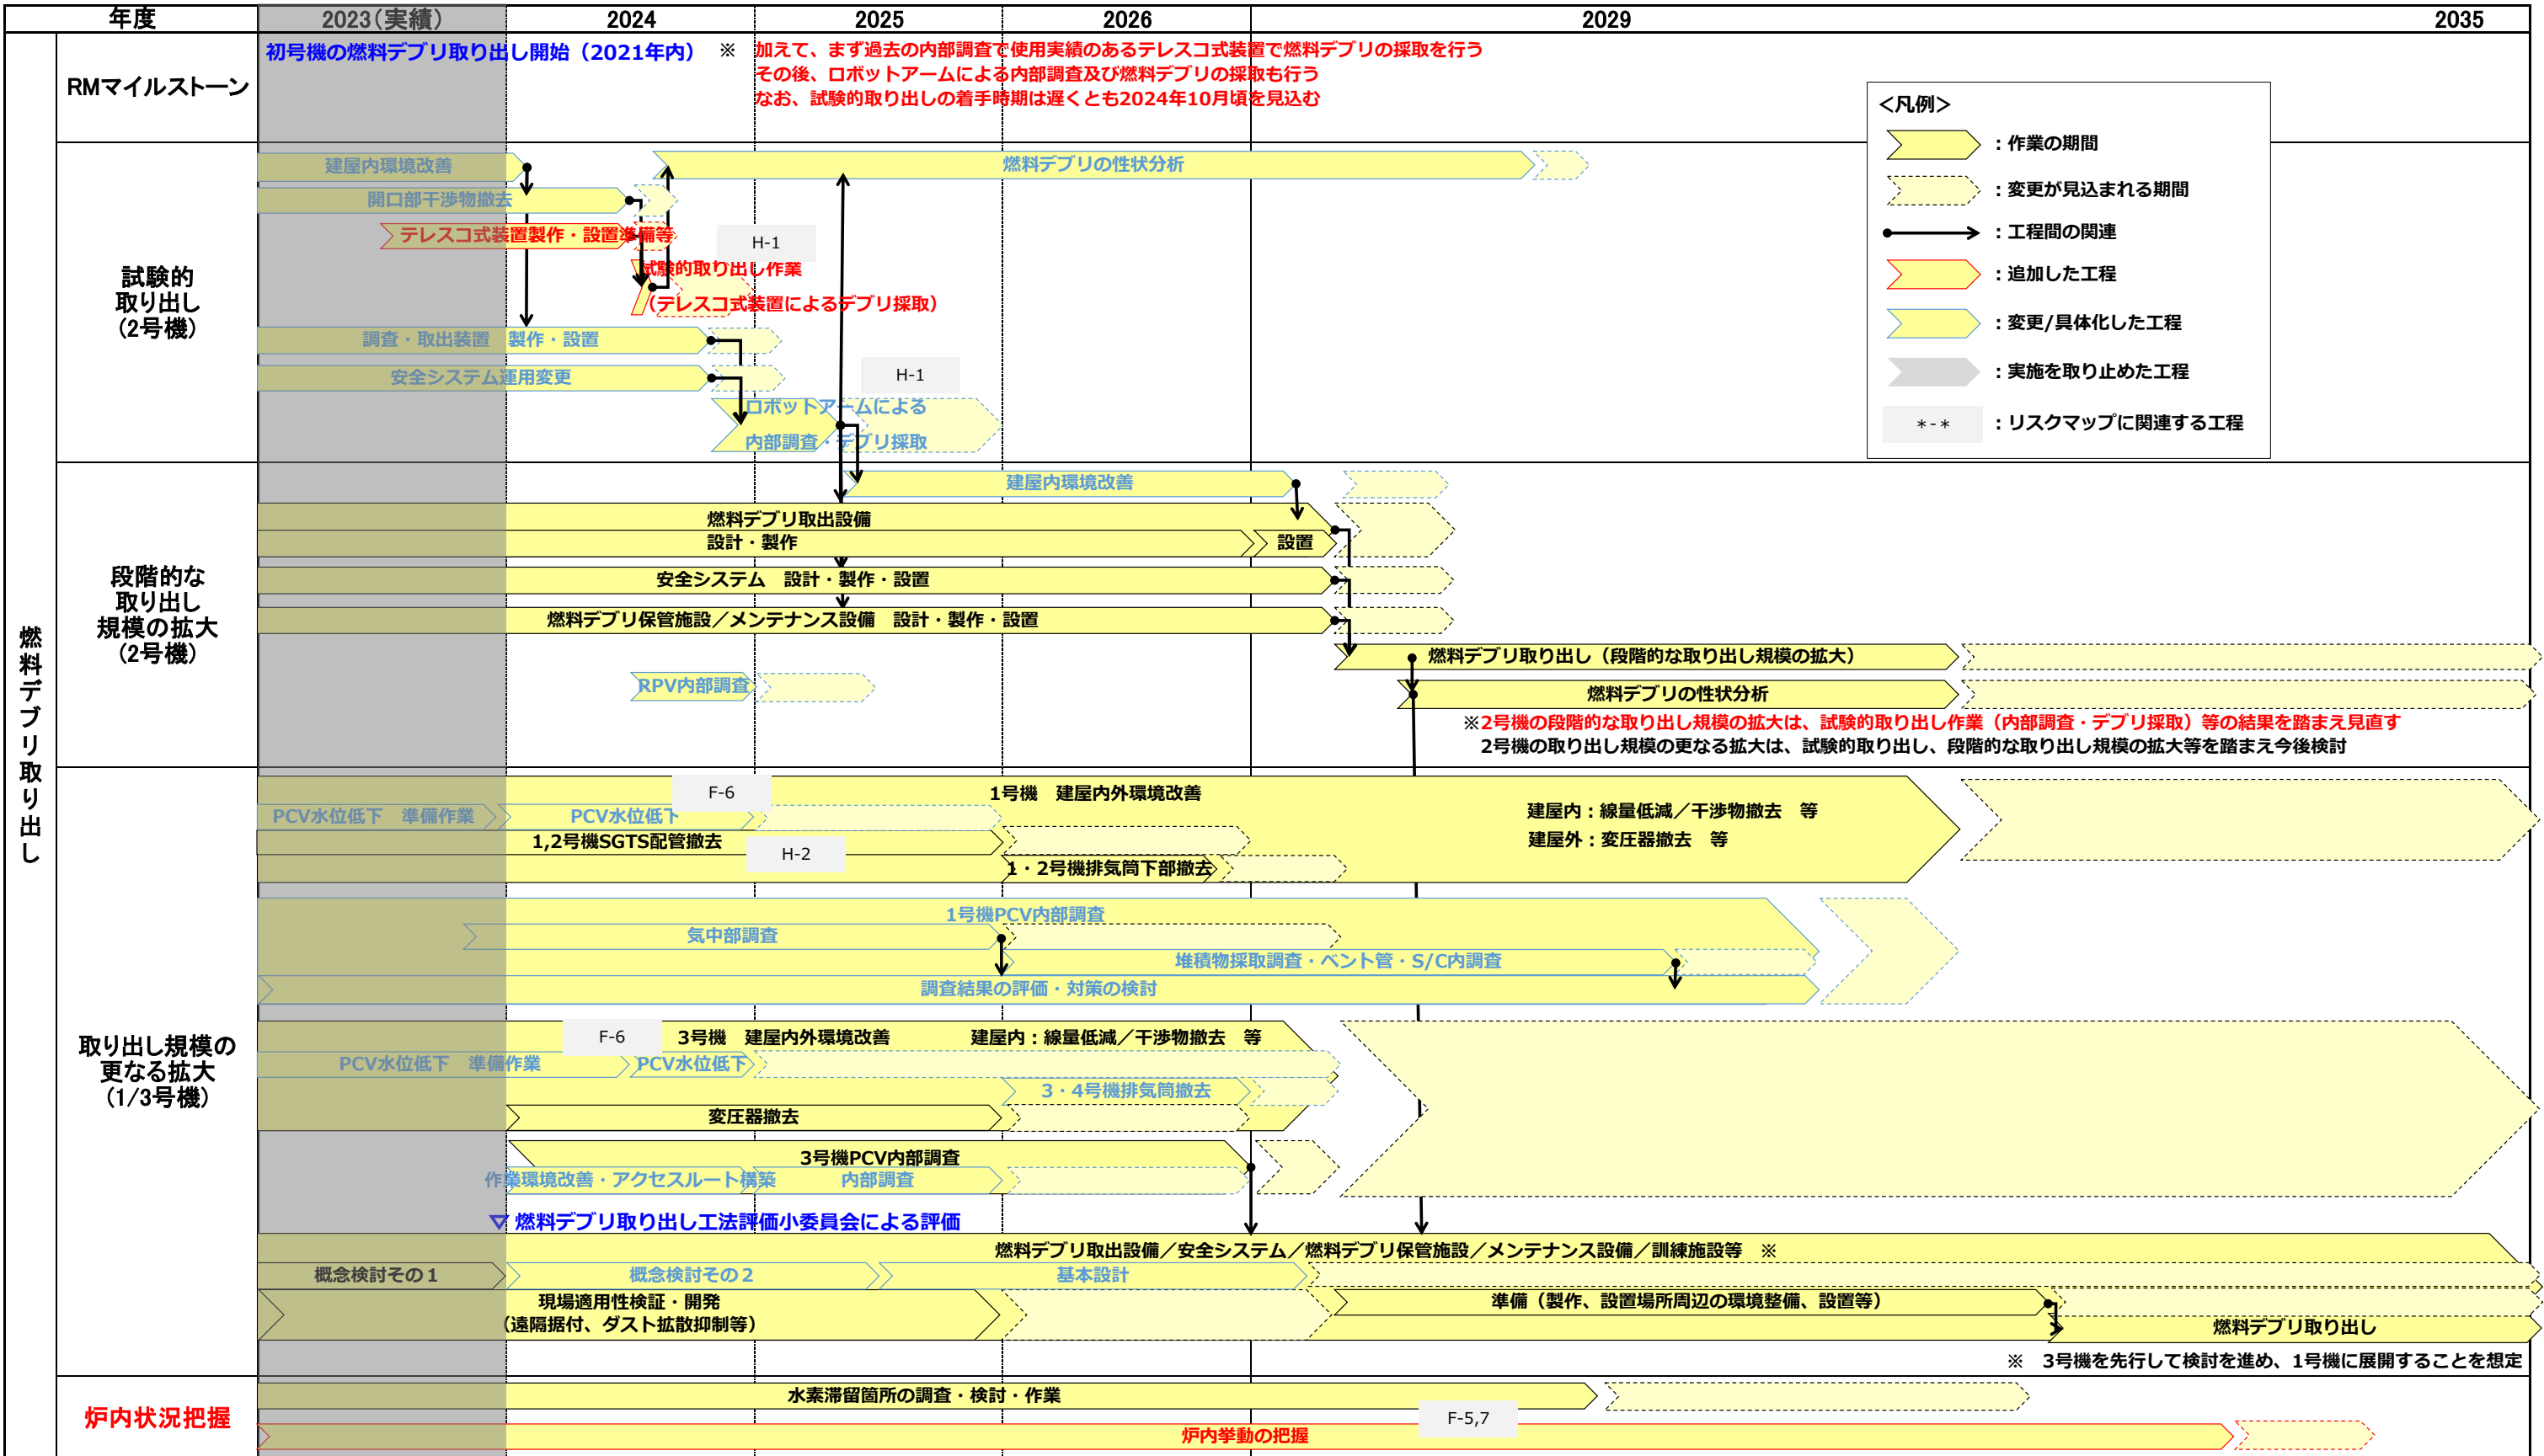 年度
2023(実績)
2024
2025
2026
2029
2035
燃料デブリ取り出し
RMマイルストーン
初号機の燃料デブリ取り出し開始（2021年内） ※
加えて、まず過去の内部調査で使用実績のあるテレスコ式装置で燃料デブリの採取を行う
その後、ロボットアームによる内部調査及び燃料デブリの採取も行う
なお、試験的取り出しの着手時期は遅くとも2024年10月頃を見込む
＜凡例＞
：作業の期間
：変更が見込まれる期間
：工程間の関連
：追加した工程
：変更/具体化した工程
：実施を取り止めた工程
*-* ：リスクマップに関連する工程
試験的
取り出し
(2号機)
建屋内環境改善
燃料デブリの性状分析
開口部干渉物撤去
テレスコ式装置製作・設置準備等
H-1
試験的取り出し作業
（テレスコ式装置によるデブリ採取）
調査・取出装置　製作・設置
安全システム運用変更
H-1
ロボットアームによる
内部調査・デブリ採取
段階的な
取り出し
規模の拡大
(2号機)
建屋内環境改善
燃料デブリ取出設備
設計・製作
設置
安全システム　設計・製作・設置
燃料デブリ保管施設／メンテナンス設備　設計・製作・設置
燃料デブリ取り出し（段階的な取り出し規模の拡大）
RPV内部調査
燃料デブリの性状分析
※2号機の段階的な取り出し規模の拡大は、試験的取り出し作業（内部調査・デブリ採取）等の結果を踏まえ見直す
2号機の取り出し規模の更なる拡大は、試験的取り出し、段階的な取り出し規模の拡大等を踏まえ今後検討
取り出し規模の
更なる拡大
(1/3号機)
F-6
1号機　建屋内外環境改善
建屋内：線量低減／干渉物撤去　等
建屋外：変圧器撤去　等
PCV水位低下　準備作業
PCV水位低下
1,2号機SGTS配管撤去
H-2
1・2号機排気筒下部撤去
1号機PCV内部調査
気中部調査
堆積物採取調査・ベント管・S/C内調査
調査結果の評価・対策の検討
F-6
3号機　建屋内外環境改善
建屋内：線量低減／干渉物撤去　等
PCV水位低下　準備作業
PCV水位低下
3・4号機排気筒撤去
変圧器撤去
3号機PCV内部調査
作業環境改善・アクセスルート構築
内部調査
▽ 燃料デブリ取り出し工法評価小委員会による評価
燃料デブリ取出設備／安全システム／燃料デブリ保管施設／メンテナンス設備／訓練施設等　※
概念検討その１
概念検討その２
基本設計
現場適用性検証・開発
（遠隔据付、ダスト拡散抑制等）
準備（製作、設置場所周辺の環境整備、設置等）
燃料デブリ取り出し
※　3号機を先行して検討を進め、1号機に展開することを想定
炉内状況把握
水素滞留箇所の調査・検討・作業
F-5,7
炉内挙動の把握